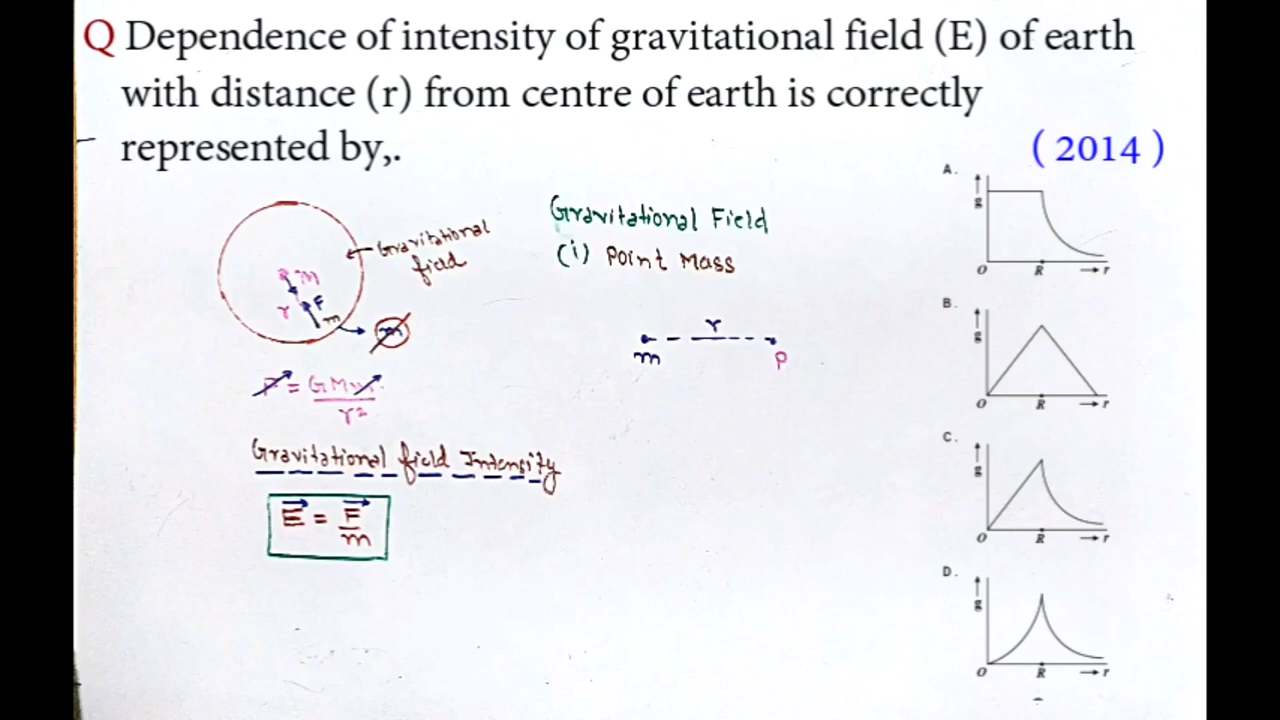 Q Dependence of intensity of gravitational field (E) of earth
with distance (r) from centre of earth is correctly
represented by,.
( 2014 )
Gravitational
field
m
r
F
m
m
F = GMm
r²
Gravitational field Intensity
E = F
m
Gravitational Field
(i) Point Mass
r
m
P
A.
O
R
r
B.
O
R
r
C.
O
R
r
D.
O
R
r